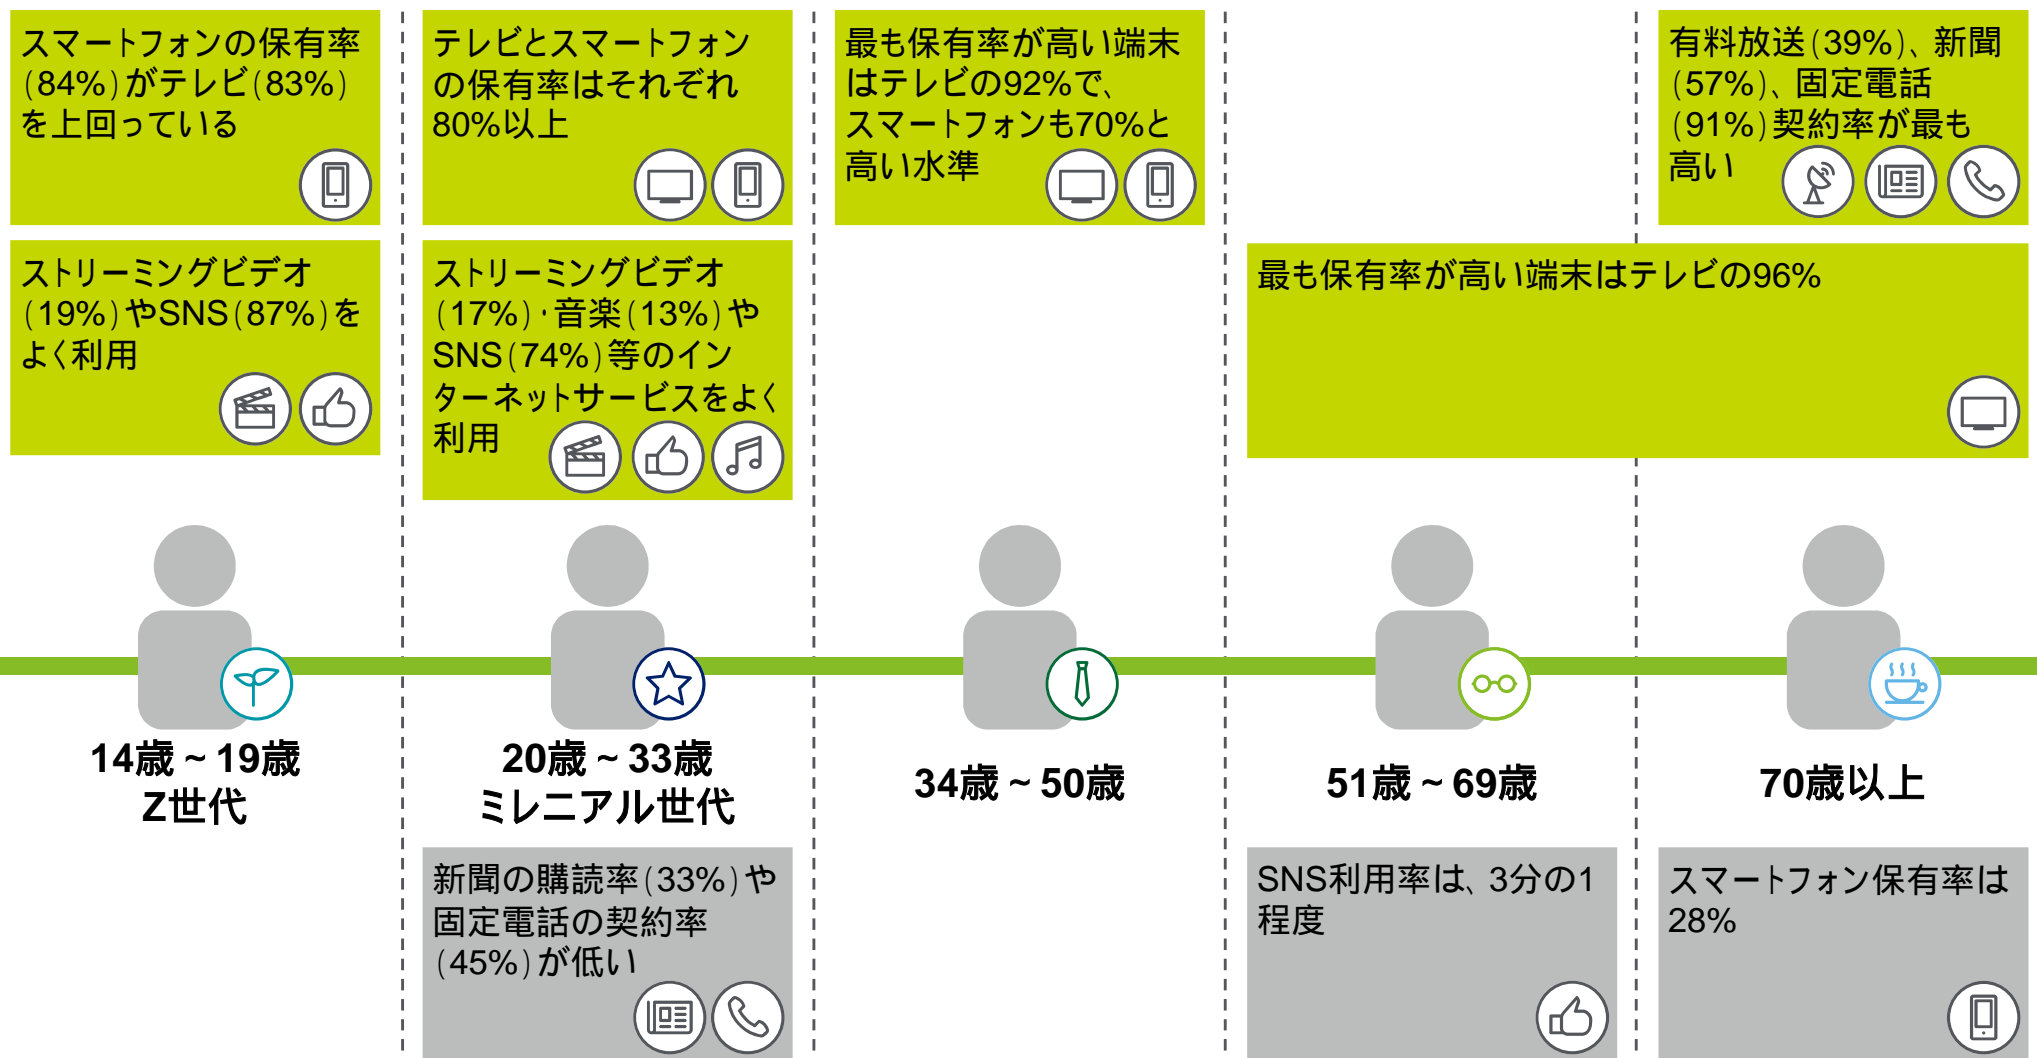 スマートフォンの保有率
(84%)がテレビ(83%)
を上回っている
テレビとスマートフォン
の保有率はそれぞれ
80%以上
最も保有率が高い端末
はテレビの92%で、
スマートフォンも70%と
高い水準
有料放送(39%)、新聞
(57%)、固定電話
(91%)契約率が最も
高い
ストリーミングビデオ
(19%)やSNS(87%)を
よく利用
ストリーミングビデオ
(17%)・音楽(13%)や
SNS(74%)等のイン
ターネットサービスをよく
利用
最も保有率が高い端末はテレビの96%
14歳~19歳
Z世代
20歳~33歳
ミレニアル世代
34歳~50歳
51歳~69歳
70歳以上
新聞の購読率(33%)や
固定電話の契約率
(45%)が低い
SNS利用率は、3分の1
程度
スマートフォン保有率は
28%